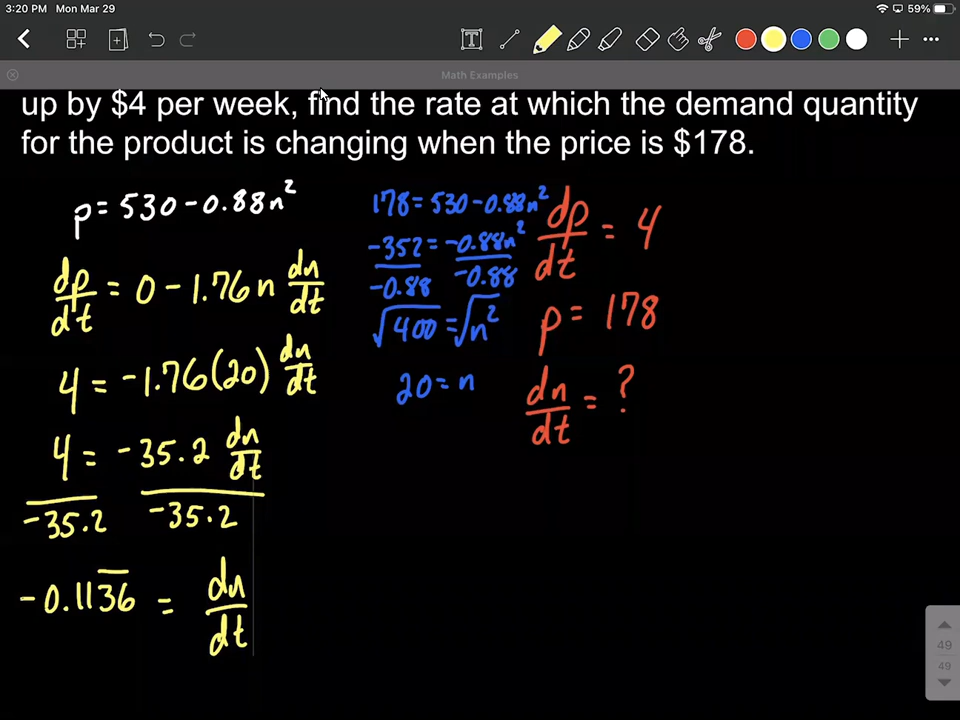 3:20 PM Mon Mar 29
59%
Math Examples
up by $4 per week, find the rate at which the demand quantity
for the product is changing when the price is $178.
p = 530 - 0.88n²
dp/dt = 0 - 1.76 n dn/dt
4 = -1.76(20) dn/dt
4 = -35.2 dn/dt
-35.2 -35.2
-0.1136̅ = dn/dt
178 = 530 - 0.88n²
-352 = -0.88n²
-0.88 -0.88
√400 = √n²
20 = n
dp/dt = 4
p = 178
dn/dt = ?
49
49